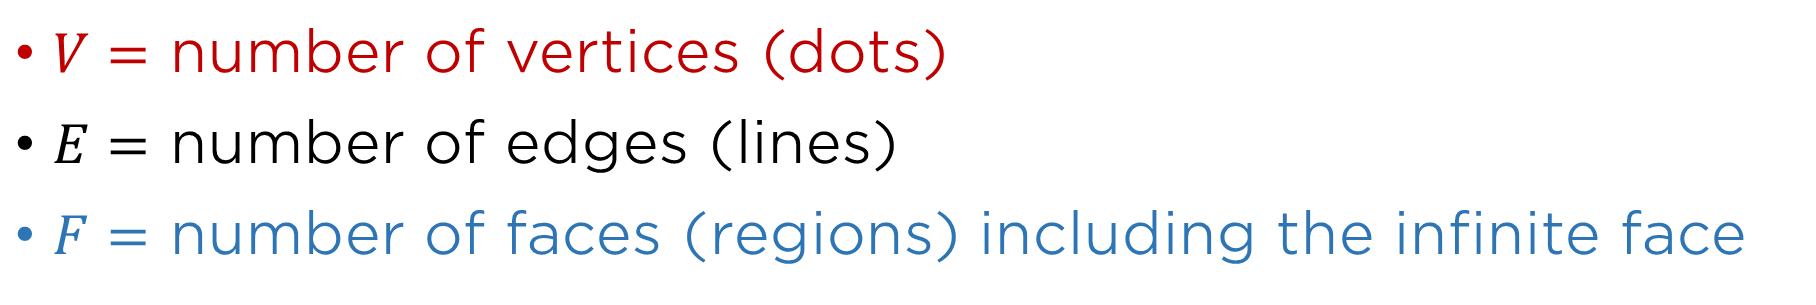 • V = number of vertices (dots)
• E = number of edges (lines)
• F = number of faces (regions) including the infinite face